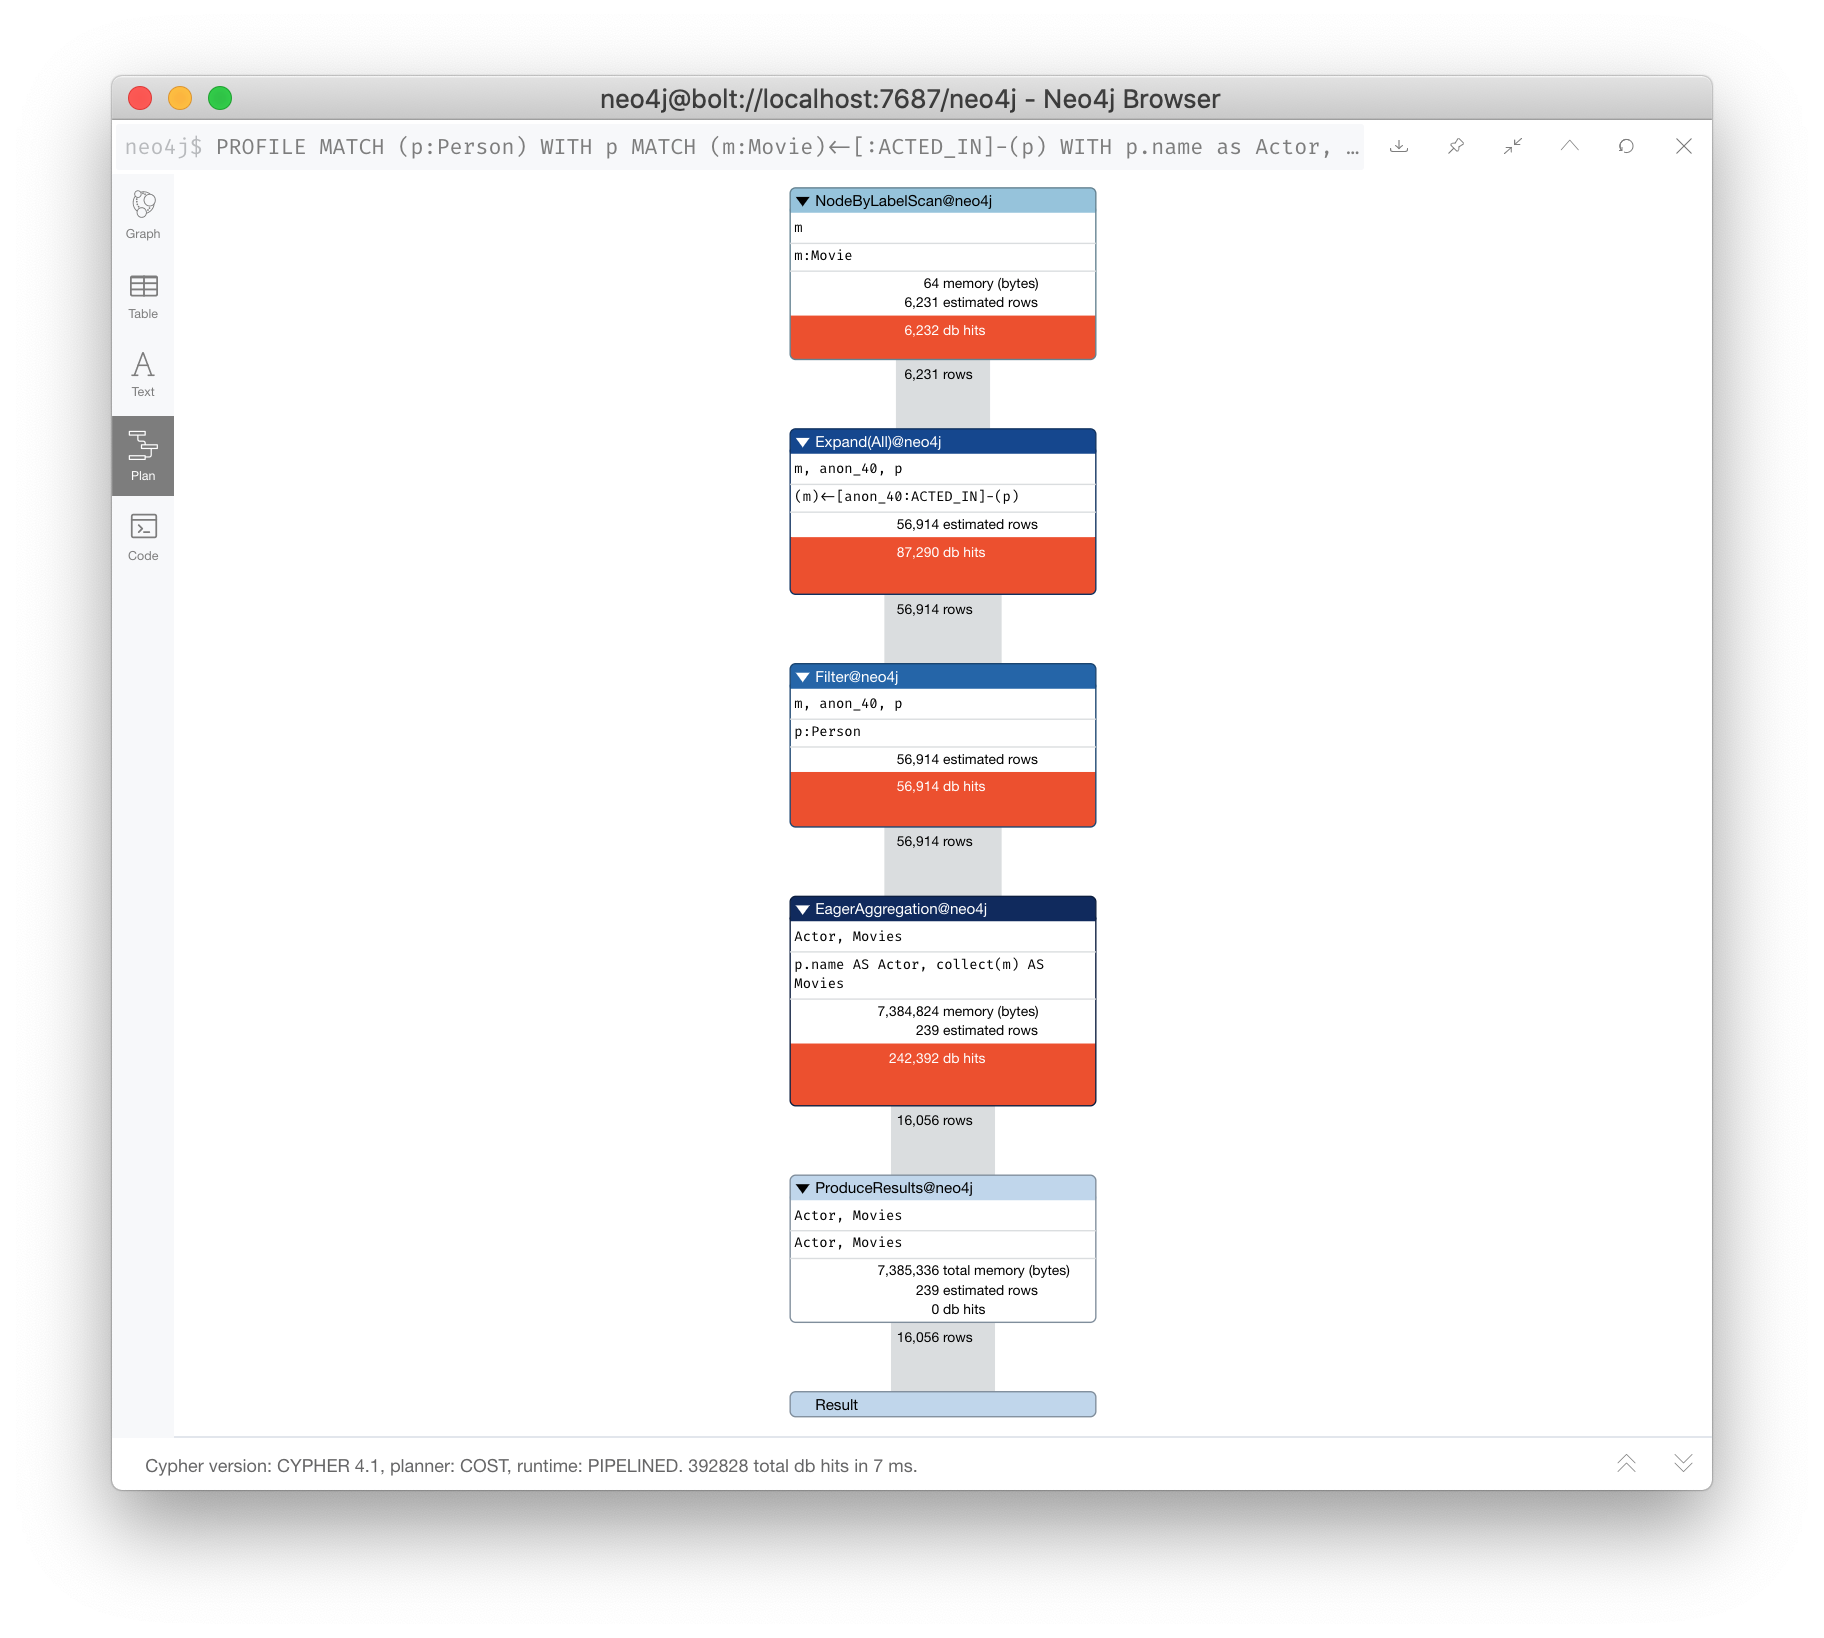 neo4j@bolt://localhost:7687/neo4j - Neo4j Browser
neo4j$ PROFILE MATCH (p:Person) WITH p MATCH (m:Movie)<-[:ACTED_IN]-(p) WITH p.name as Actor, …
Graph
Table
Text
Plan
Code
NodeByLabelScan@neo4j
m
m:Movie
64 memory (bytes)
6,231 estimated rows
6,232 db hits
6,231 rows
Expand(All)@neo4j
m, anon_40, p
(m)<-[anon_40:ACTED_IN]-(p)
56,914 estimated rows
87,290 db hits
56,914 rows
Filter@neo4j
m, anon_40, p
p:Person
56,914 estimated rows
56,914 db hits
56,914 rows
EagerAggregation@neo4j
Actor, Movies
p.name AS Actor, collect(m) AS
Movies
7,384,824 memory (bytes)
239 estimated rows
242,392 db hits
16,056 rows
ProduceResults@neo4j
Actor, Movies
Actor, Movies
7,385,336 total memory (bytes)
239 estimated rows
0 db hits
16,056 rows
Result
Cypher version: CYPHER 4.1, planner: COST, runtime: PIPELINED. 392828 total db hits in 7 ms.